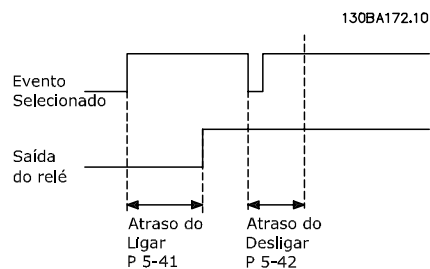 130BA172.10
Evento
Selecionado
Saída
do relé
Atraso do
Ligar
P 5-41
Atraso do
Desligar
P 5-42